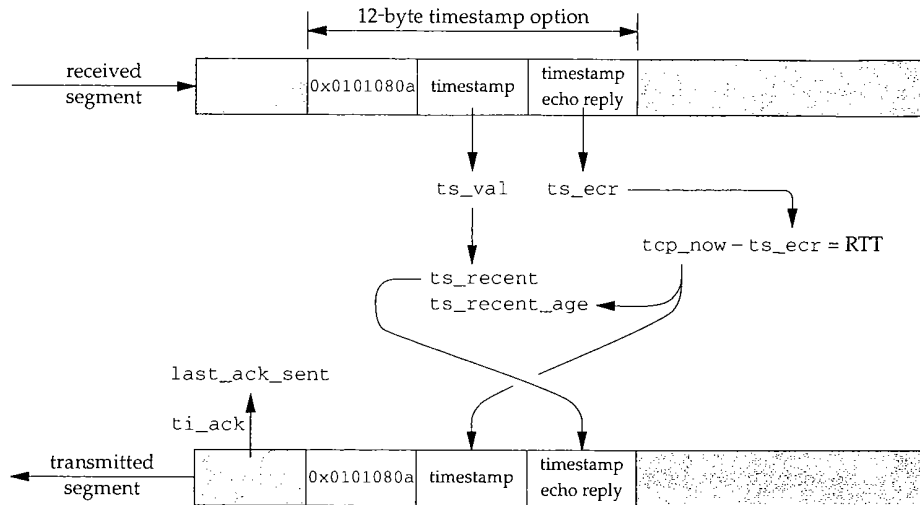 12-byte timestamp option
received
segment
0x0101080a
timestamp
timestamp
echo reply
ts_val
ts_ecr
tcp_now – ts_ecr = RTT
ts_recent
ts_recent_age
last_ack_sent
ti_ack
transmitted
segment
0x0101080a
timestamp
timestamp
echo reply